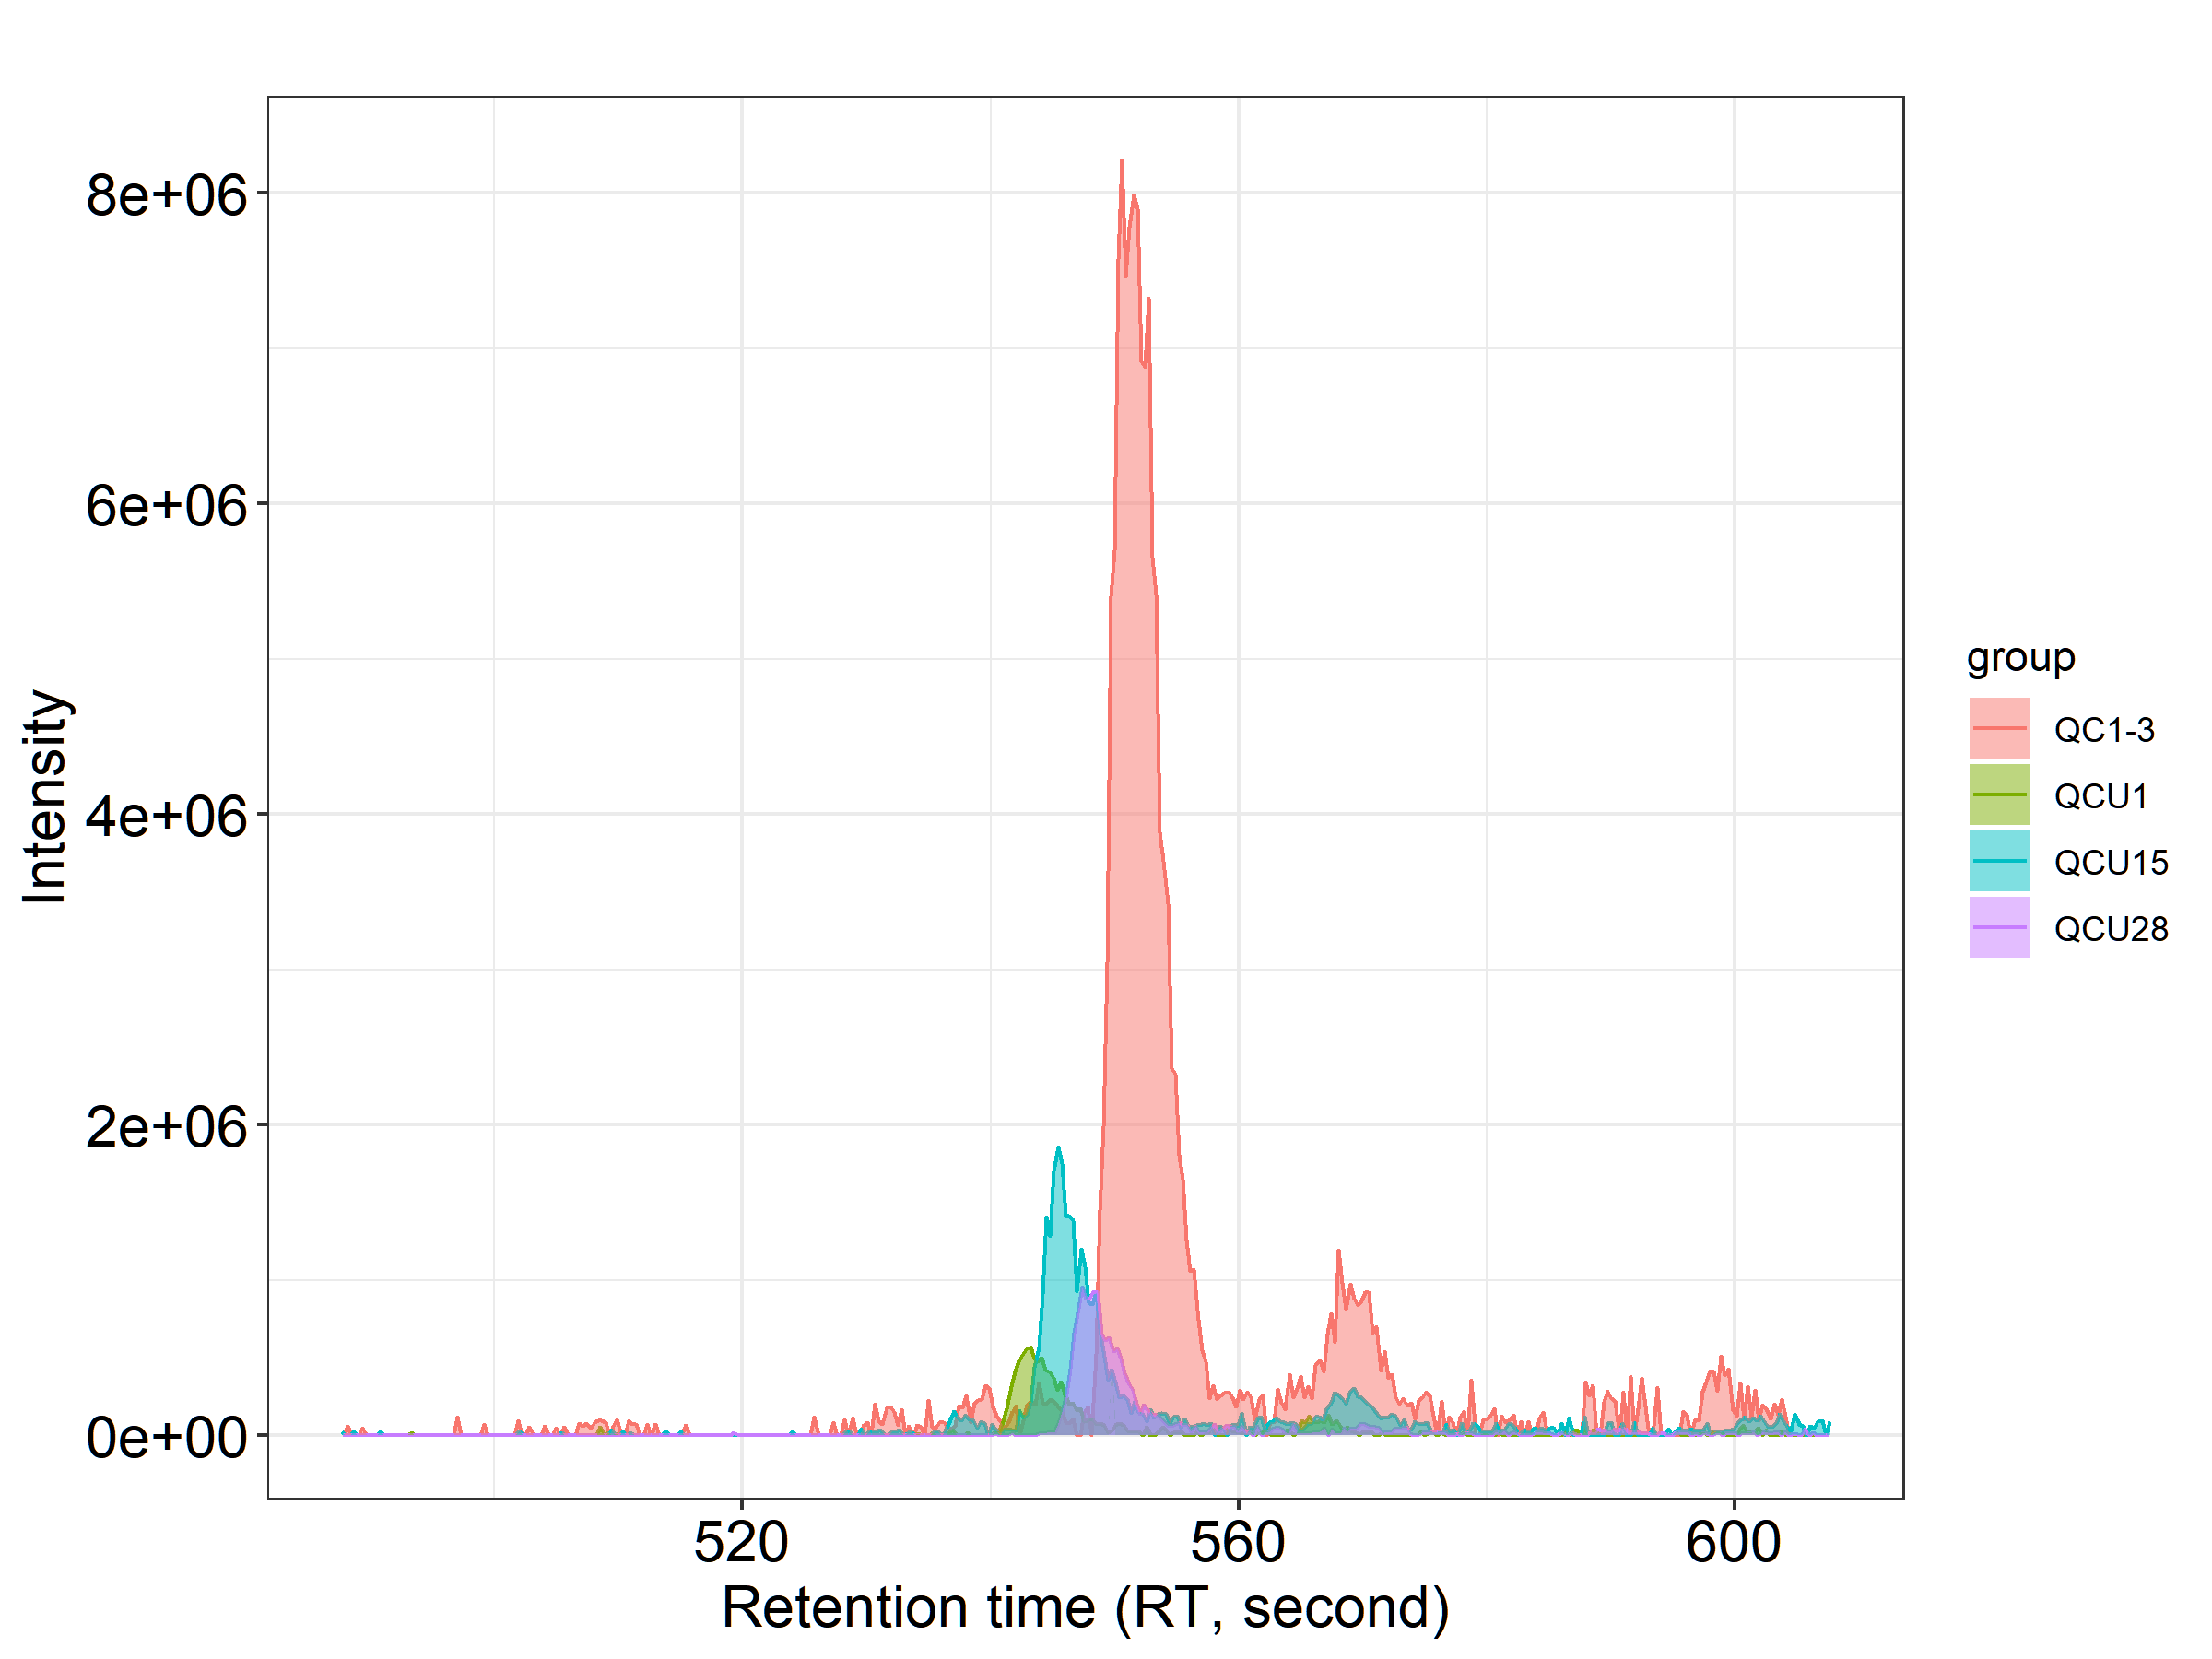 8e+06
6e+06
4e+06
2e+06
0e+00
Intensity
520
560
600
Retention time (RT, second)
group
QC1-3
QCU1
QCU15
QCU28